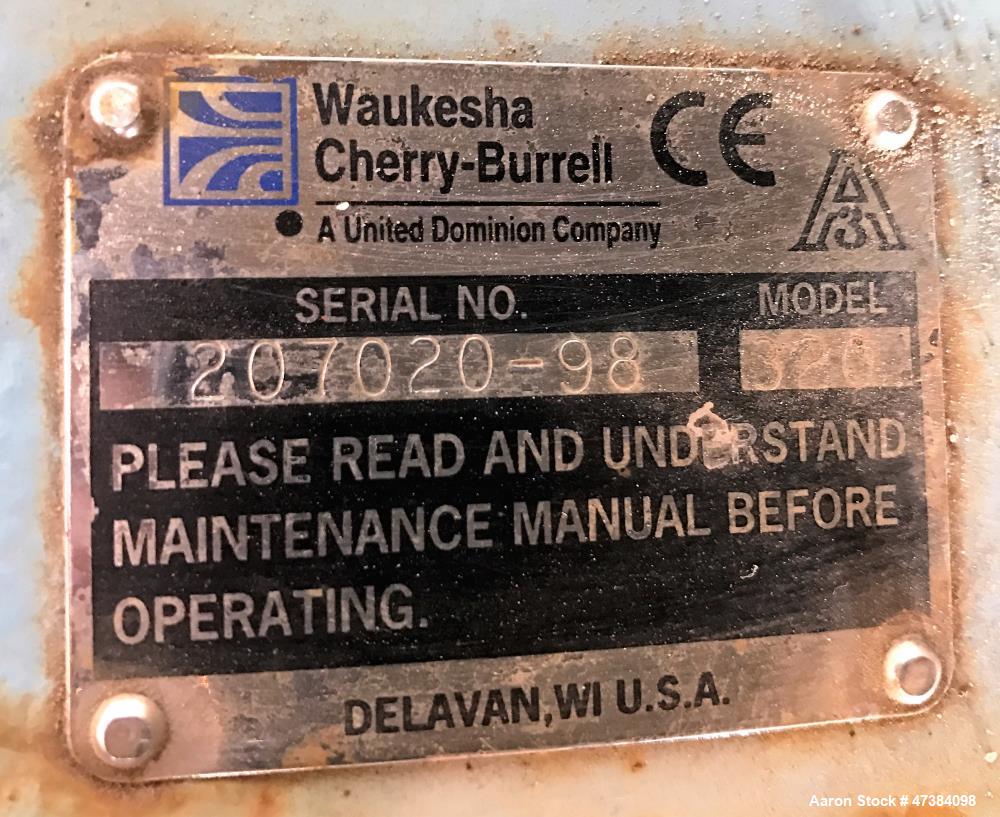 Waukesha
Cherry-Burrell
CE
A United Dominion Company
A
3
SERIAL NO. MODEL
207020-98 320
PLEASE READ AND UNDERSTAND
MAINTENANCE MANUAL BEFORE
OPERATING.
DELAVAN,WI U.S.A.
Aaron Stock # 47384098